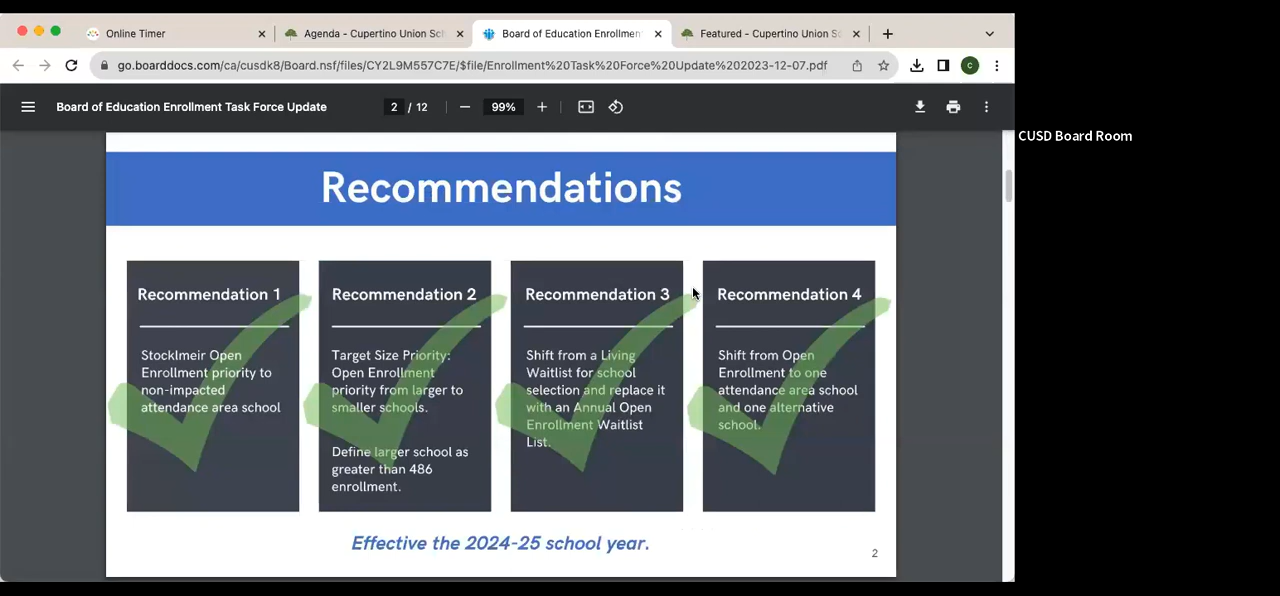 Online Timer
Agenda - Cupertino Union Sch
Board of Education Enrollmen
Featured - Cupertino Union Sc
go.boarddocs.com/ca/cusdk8/Board.nsf/files/CY2L9M557C7E/$file/Enrollment%20Task%20Force%20Update%202023-12-07.pdf
C
Board of Education Enrollment Task Force Update
2 / 12
99%
CUSD Board Room
Recommendations
Recommendation 1
Stocklmeir Open
Enrollment priority to
non-impacted
attendance area school
Recommendation 2
Target Size Priority:
Open Enrollment
priority from larger to
smaller schools.
Define larger school as
greater than 486
enrollment.
Recommendation 3
Shift from a Living
Waitlist for school
selection and replace it
with an Annual Open
Enrollment Waitlist
List.
Recommendation 4
Shift from Open
Enrollment to one
attendance area school
and one alternative
school.
Effective the 2024-25 school year.
2